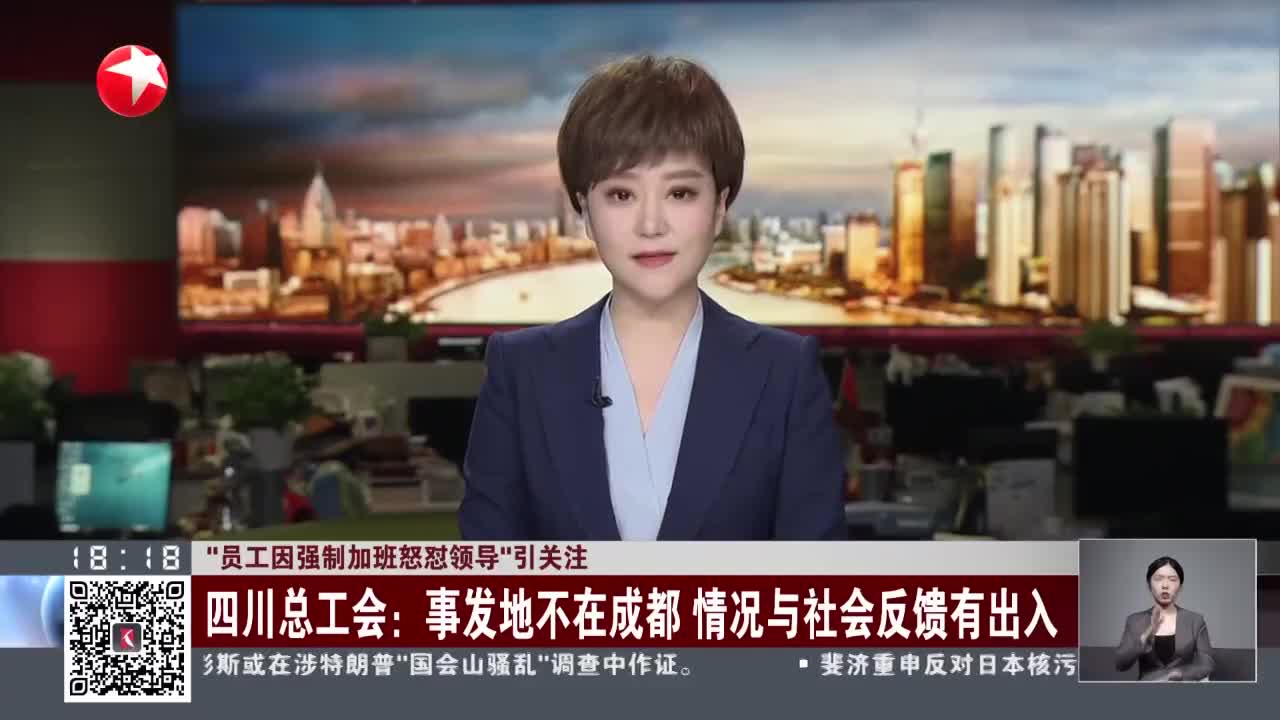 18:18
"员工因强制加班怒怼领导"引关注
四川总工会：事发地不在成都 情况与社会反馈有出入
斯或在涉特朗普"国会山骚乱"调查中作证。 ▪ 斐济重申反对日本核污